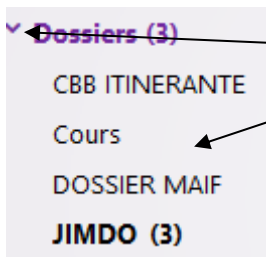 Dossiers (3)
CBB ITINERANTE
Cours
DOSSIER MAIF
JIMDO (3)